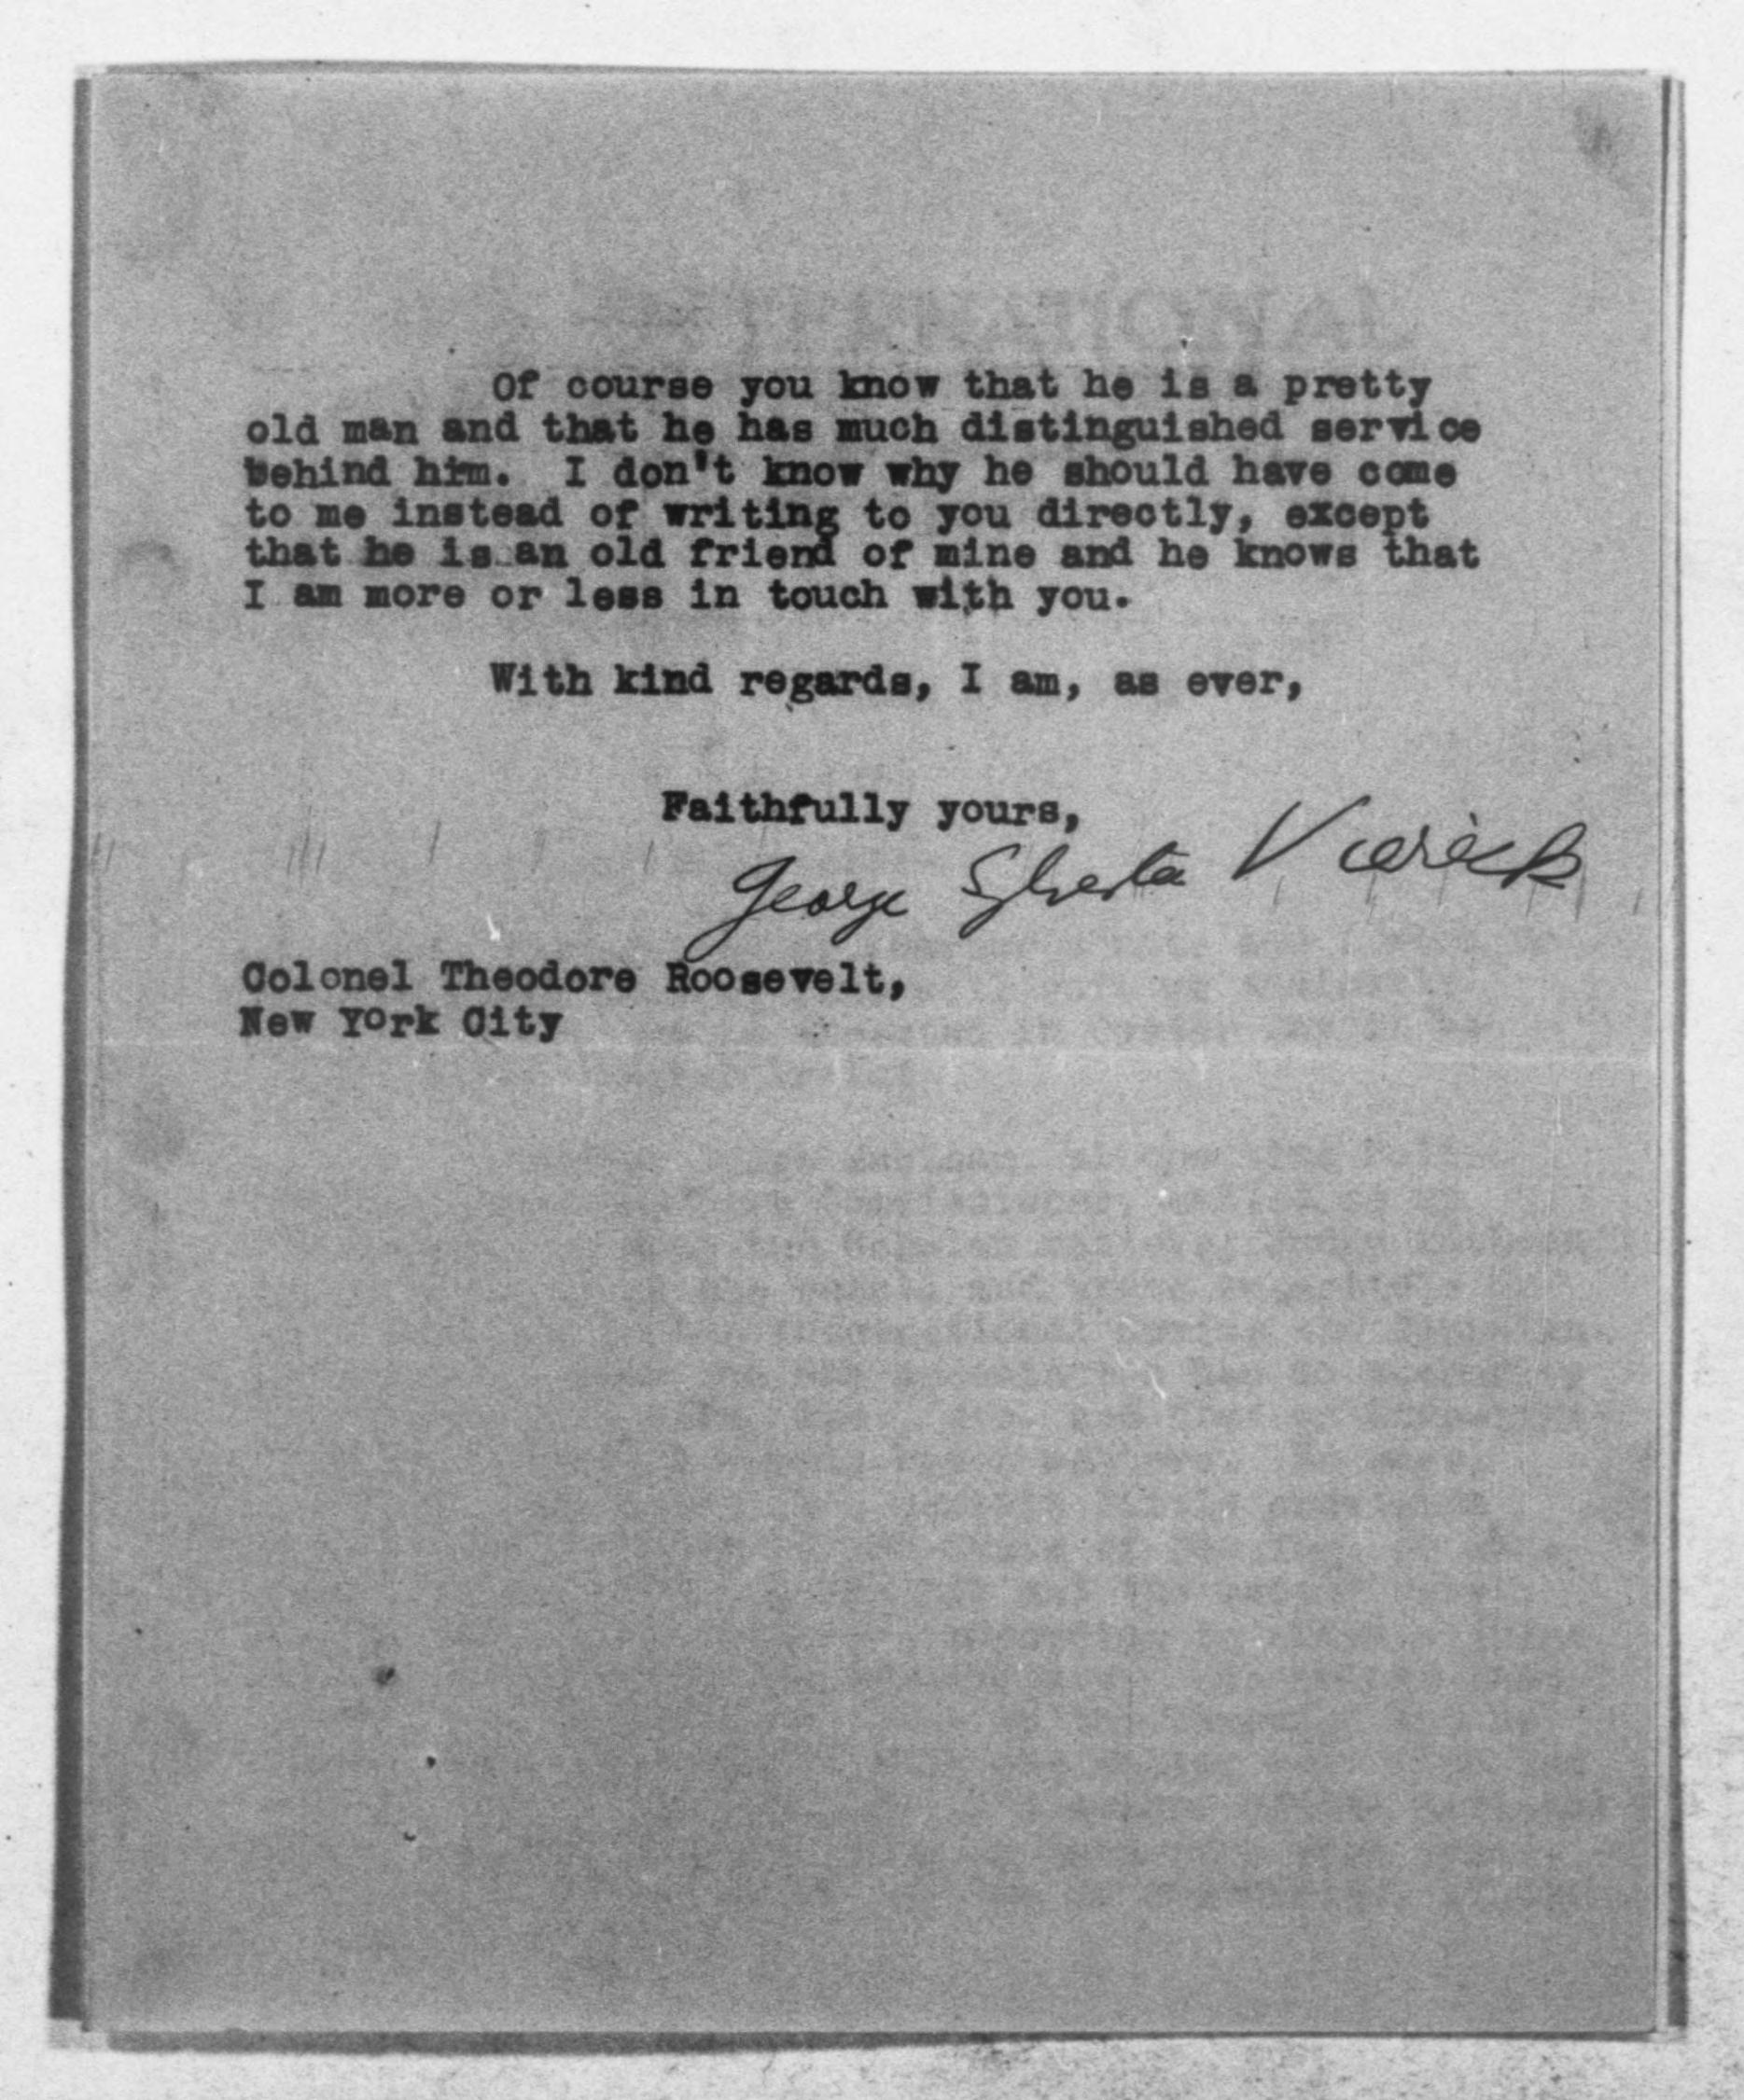 Of course you know that he is a pretty
old man and that he has much distinguished service
behind him. I don't know why he should have come
to me instead of writing to you directly, except
that he is an old friend of mine and he knows that
I am more or less in touch with you.
With kind regards, I am, as ever,
Faithfully yours,
George Sylvester Viereck
Colonel Theodore Roosevelt,
New York City